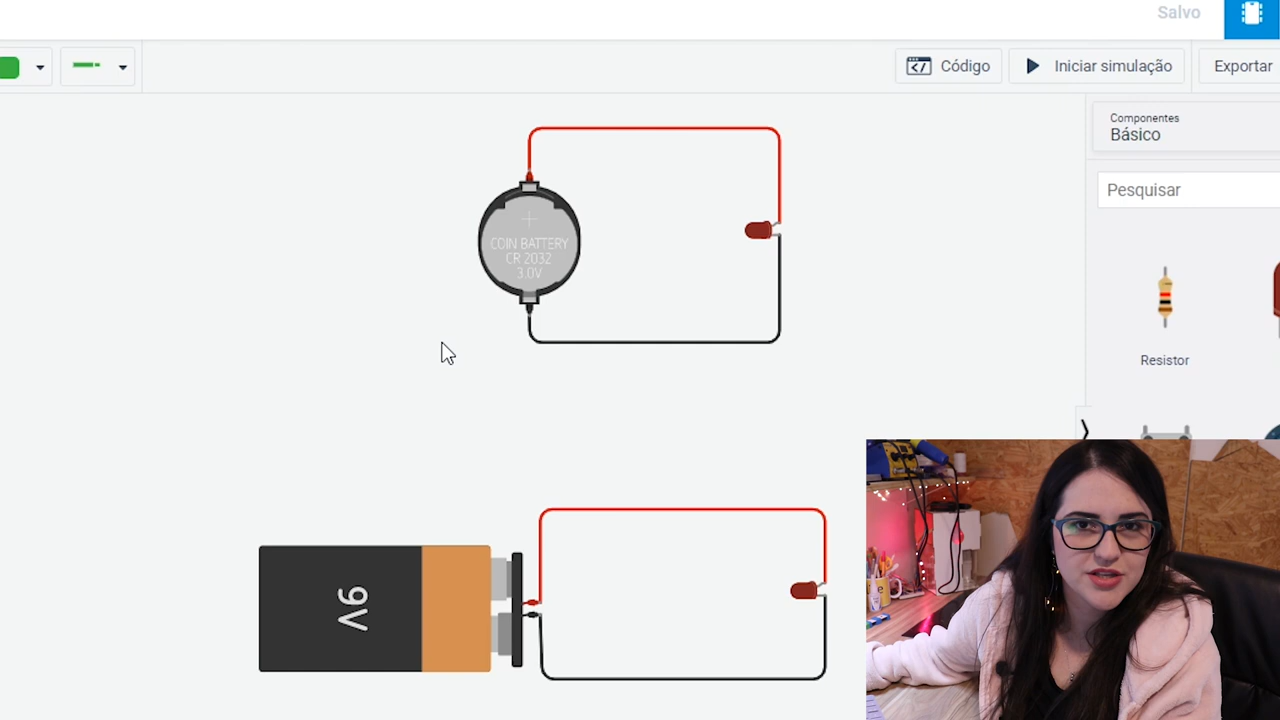 Salvo
Código
Iniciar simulação
Exportar
Componentes
Básico
Pesquisar
COIN BATTERY
CR 2032
3.0V
Resistor
9V